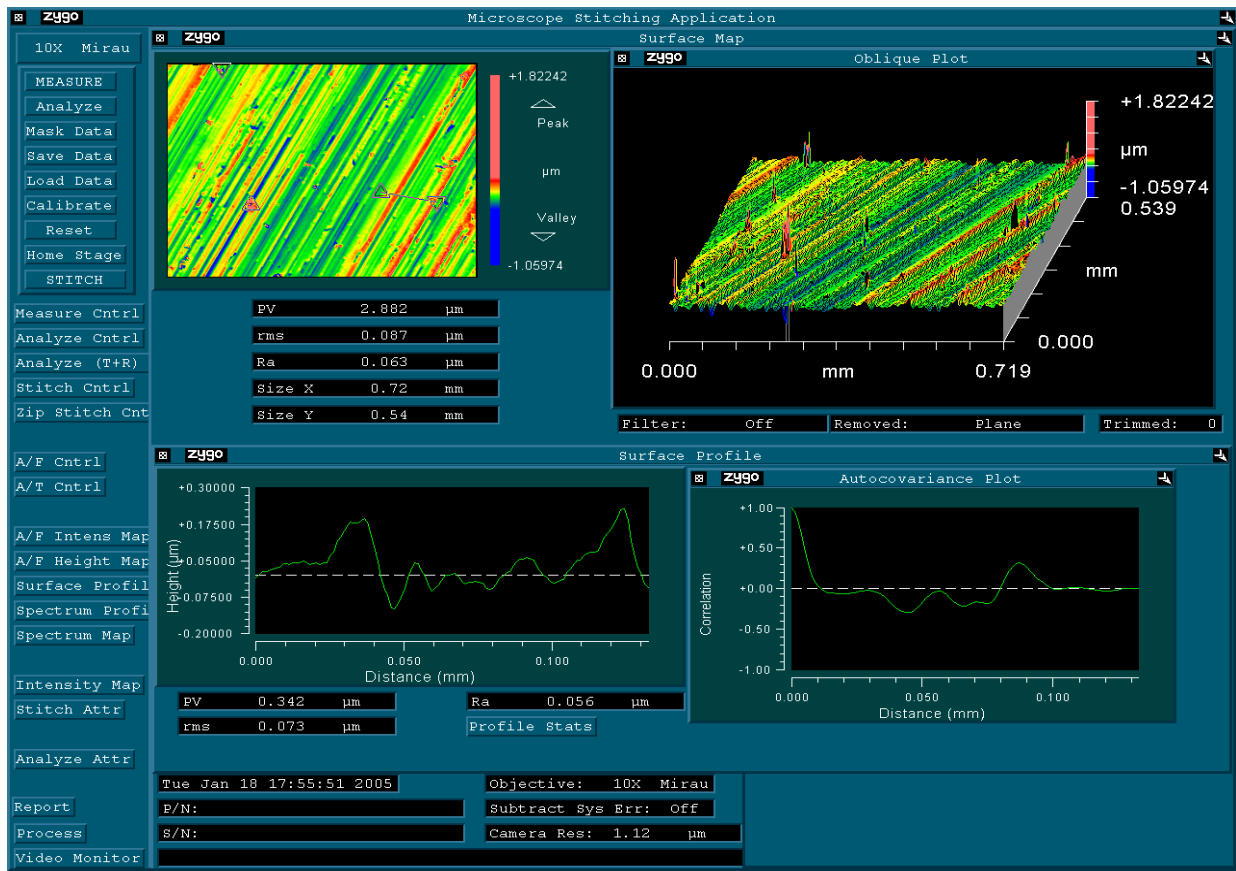 zygo Microscope Stitching Application
10X Mirau
MEASURE
Analyze
Mask Data
Save Data
Load Data
Calibrate
Reset
Home Stage
STITCH
Measure Cntrl
Analyze Cntrl
Analyze (T+R)
Stitch Cntrl
Zip Stitch Cnt
A/F Cntrl
A/T Cntrl
A/F Intens Map
A/F Height Map
Surface Profil
Spectrum Profi
Spectrum Map
Intensity Map
Stitch Attr
Analyze Attr
Report
Process
Video Monitor
zygo Surface Map
+1.82242
Peak
µm
Valley
-1.05974
PV 2.882 µm
rms 0.087 µm
Ra 0.063 µm
Size X 0.72 mm
Size Y 0.54 mm
zygo Oblique Plot
+1.82242
µm
-1.05974
0.539
mm
0.000
0.000 mm 0.719
Filter: Off Removed: Plane Trimmed: 0
zygo Surface Profile
+0.30000
+0.17500
+0.05000
-0.07500
-0.20000
Height (µm)
0.000 0.050 0.100
Distance (mm)
PV 0.342 µm Ra 0.056 µm
rms 0.073 µm Profile Stats
zygo Autocovariance Plot
+1.00
+0.50
+0.00
-0.50
-1.00
Correlation
0.000 0.050 0.100
Distance (mm)
Tue Jan 18 17:55:51 2005 Objective: 10X Mirau
P/N: Subtract Sys Err: Off
S/N: Camera Res: 1.12 µm